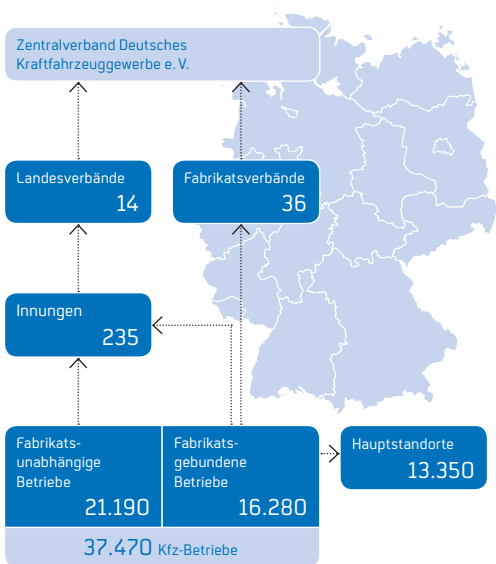 Zentralverband Deutsches
Kraftfahrzeuggewerbe e. V.
Landesverbände
14
Fabrikatsverbände
36
Innungen
235
Fabrikats-
unabhängige
Betriebe
21.190
Fabrikats-
gebundene
Betriebe
16.280
Hauptstandorte
13.350
37.470 Kfz-Betriebe